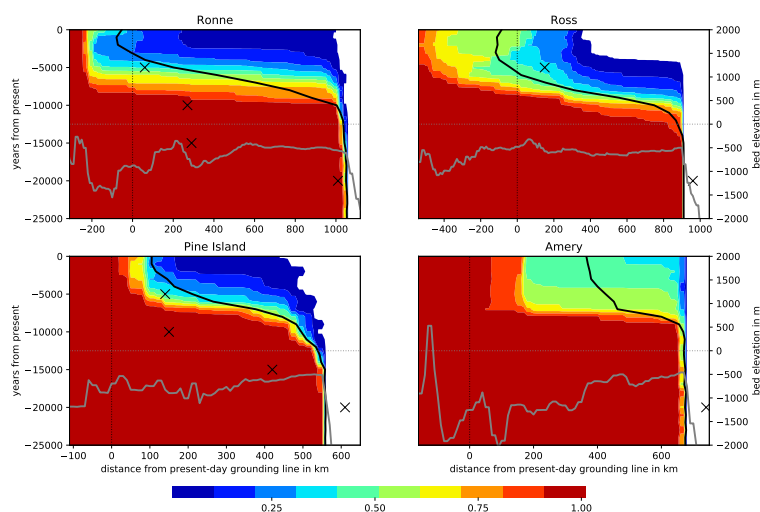 Ronne
Ross
0
−5000
−10000
−15000
−20000
−25000
years from present
−200 0 200 400 600 800 1000
−400 −200 0 200 400 600 800 1000
2000
1500
1000
500
0
−500
−1000
−1500
−2000
bed elevation in m
Pine Island
Amery
0
−5000
−10000
−15000
−20000
−25000
years from present
−100 0 100 200 300 400 500 600
distance from present-day grounding line in km
0 200 400 600
distance from present-day grounding line in km
2000
1500
1000
500
0
−500
−1000
−1500
−2000
bed elevation in m
0.25 0.50 0.75 1.00